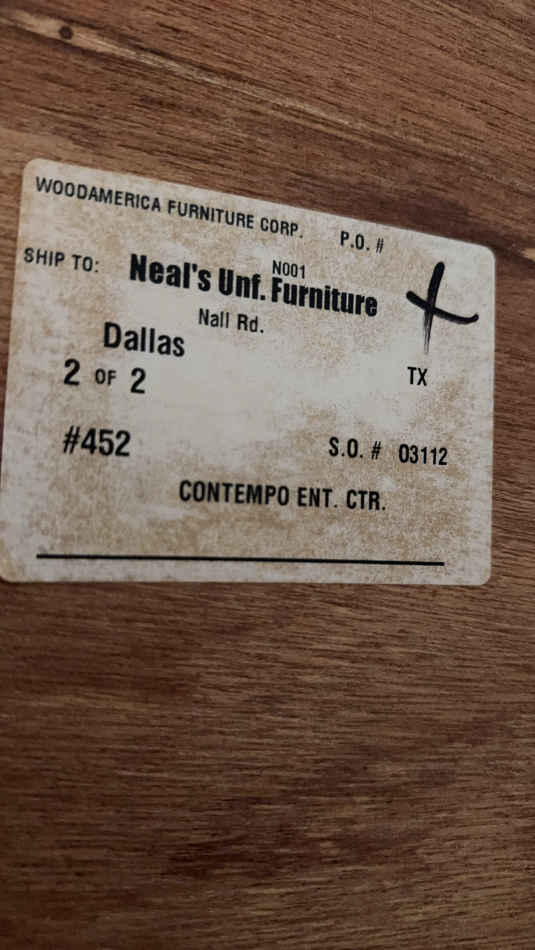 WOODAMERICA FURNITURE CORP. P.O. #
SHIP TO: N001
Neal's Unf. Furniture
Nall Rd.
Dallas TX
2 OF 2
#452 S.O. # 03112
CONTEMPO ENT. CTR.